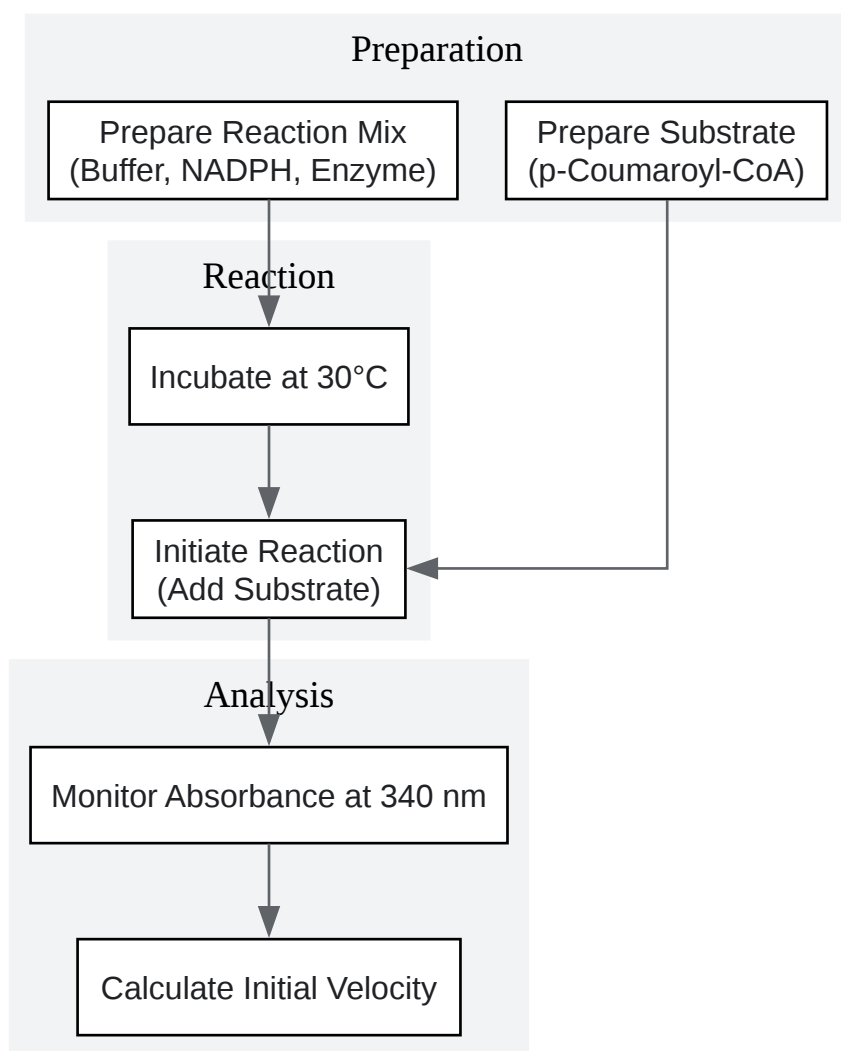 Preparation
Prepare Reaction Mix
(Buffer, NADPH, Enzyme)
Prepare Substrate
(p-Coumaroyl-CoA)
Reaction
Incubate at 30°C
Initiate Reaction
(Add Substrate)
Analysis
Monitor Absorbance at 340 nm
Calculate Initial Velocity